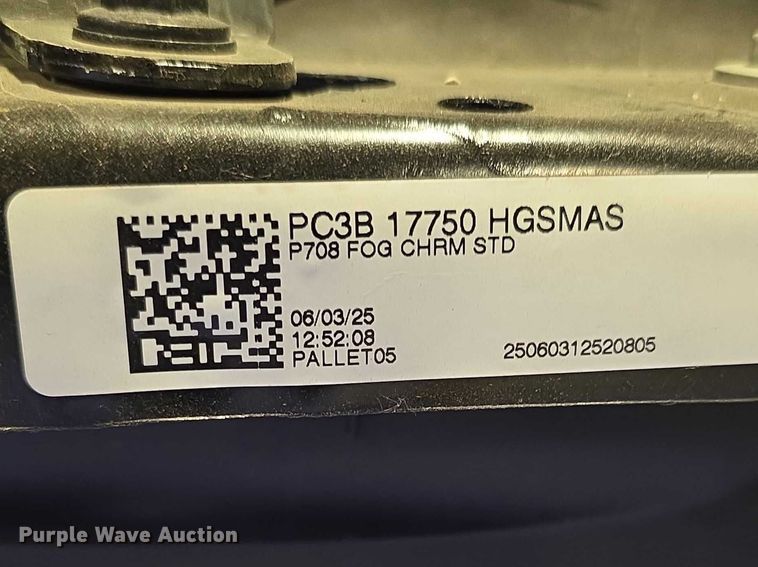 PC3B 17750 HGSMAS
P708 FOG CHRM STD
06/03/25
12:52:08
PALLET05
25060312520805
Purple Wave Auction